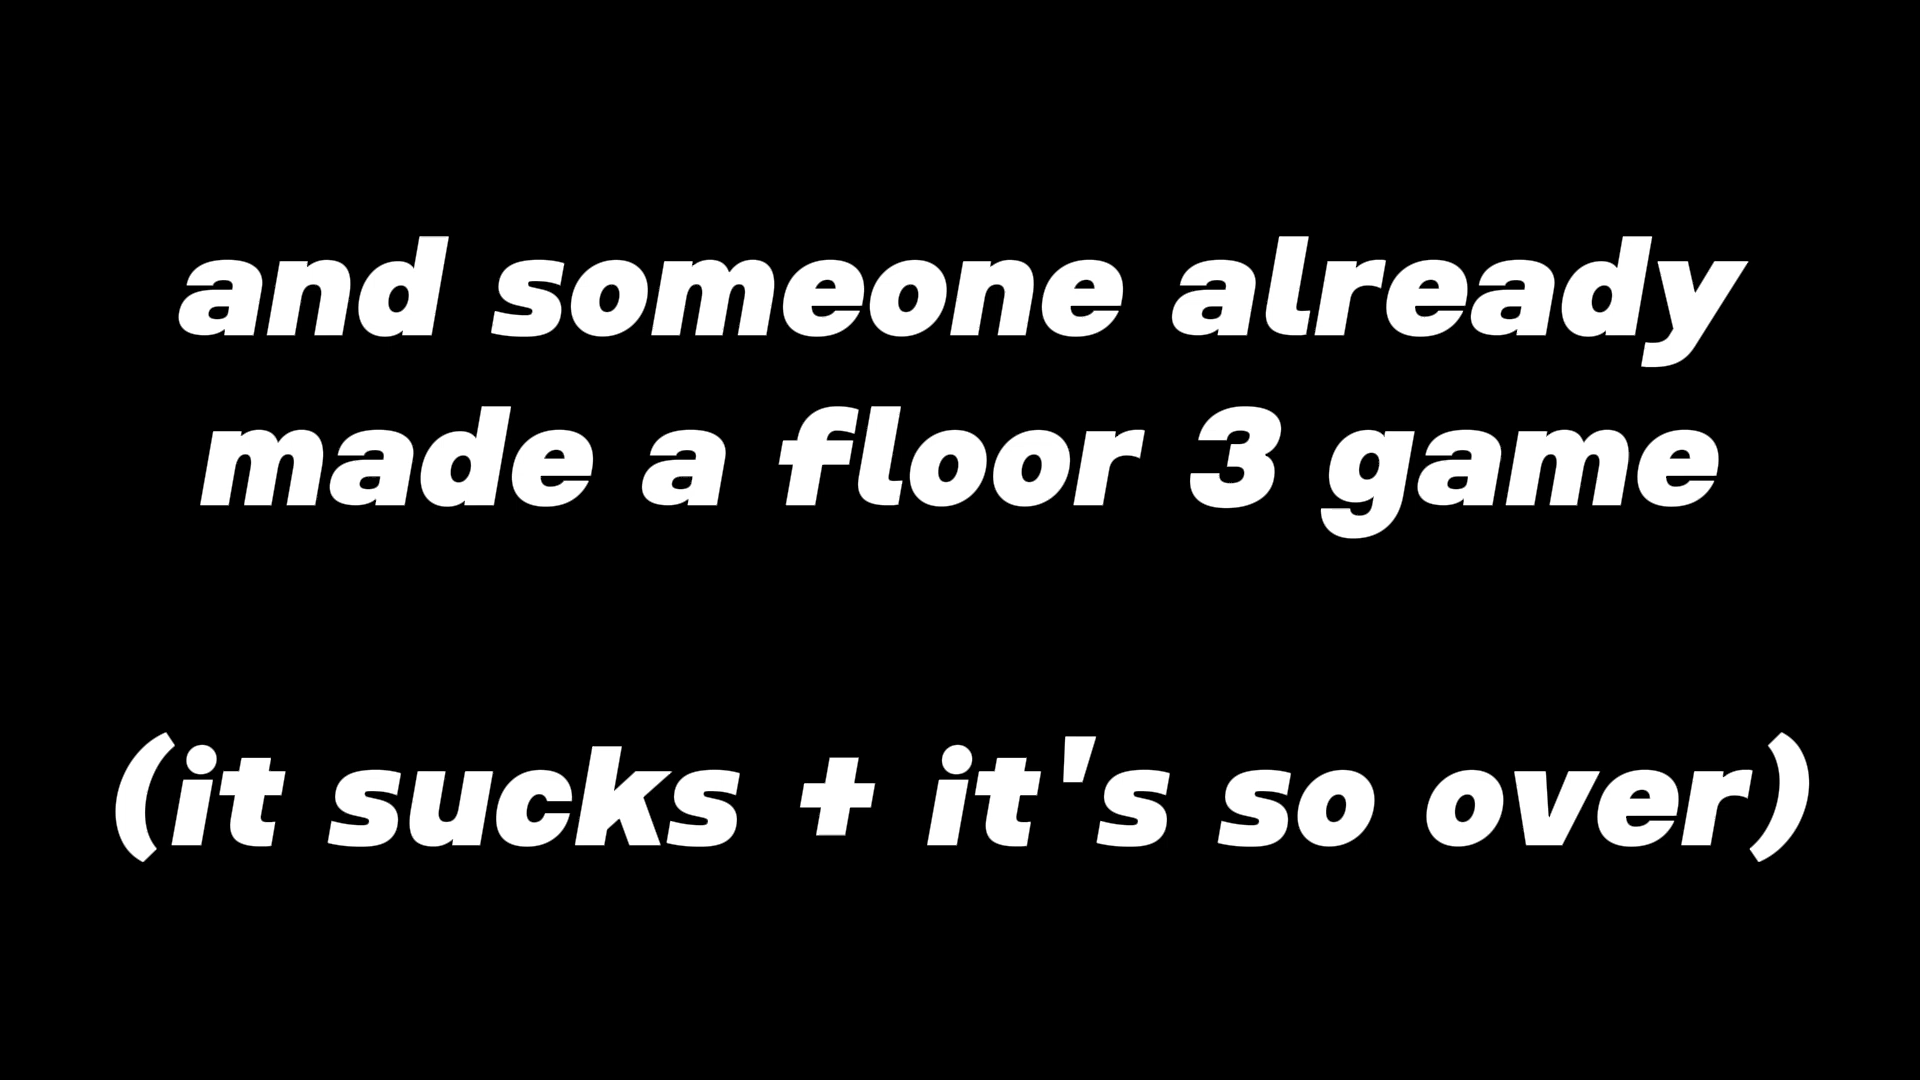 and someone already
made a floor 3 game
(it sucks + it's so over)